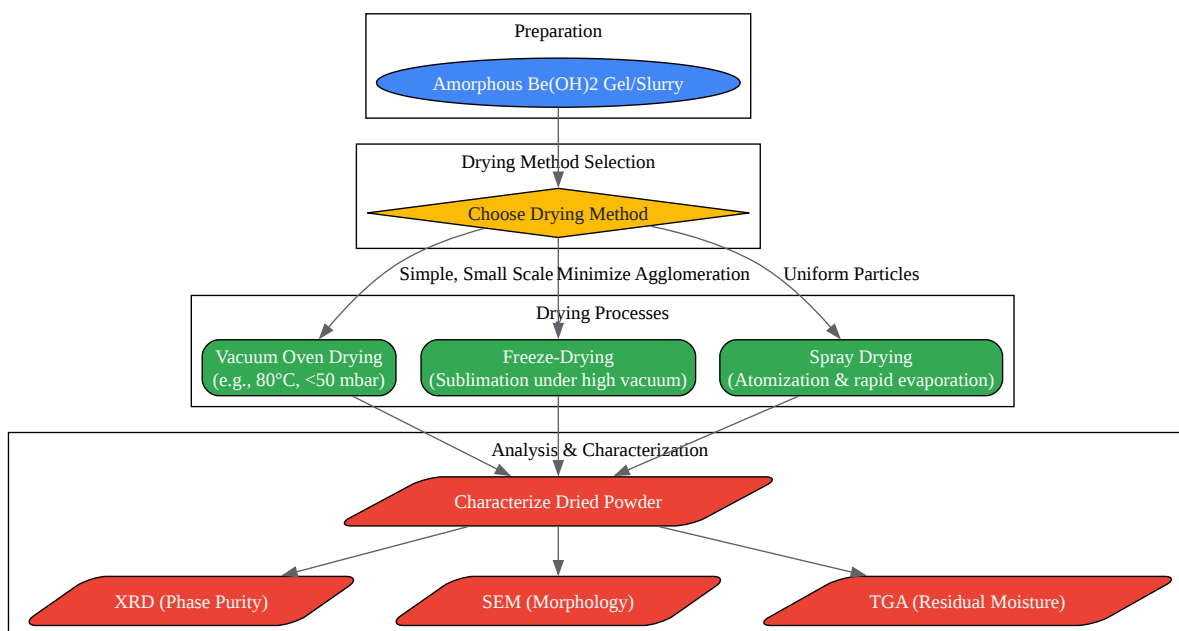 Preparation
Amorphous Be(OH)2 Gel/Slurry
Drying Method Selection
Choose Drying Method
Simple, Small Scale
Minimize Agglomeration
Uniform Particles
Drying Processes
Vacuum Oven Drying
(e.g., 80°C, <50 mbar)
Freeze-Drying
(Sublimation under high vacuum)
Spray Drying
(Atomization & rapid evaporation)
Analysis & Characterization
Characterize Dried Powder
XRD (Phase Purity)
SEM (Morphology)
TGA (Residual Moisture)